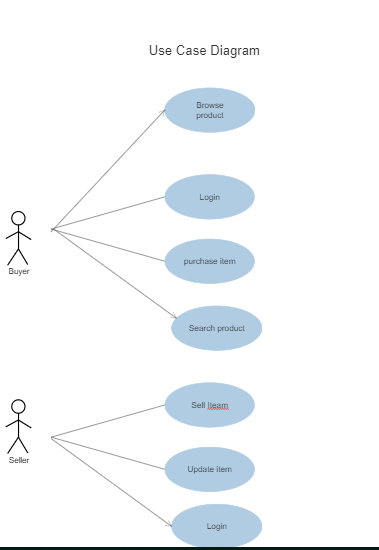 Use Case Diagram
Browse
product
Login
purchase item
Buyer
Search product
Sell Iteam
Seller
Update item
Login